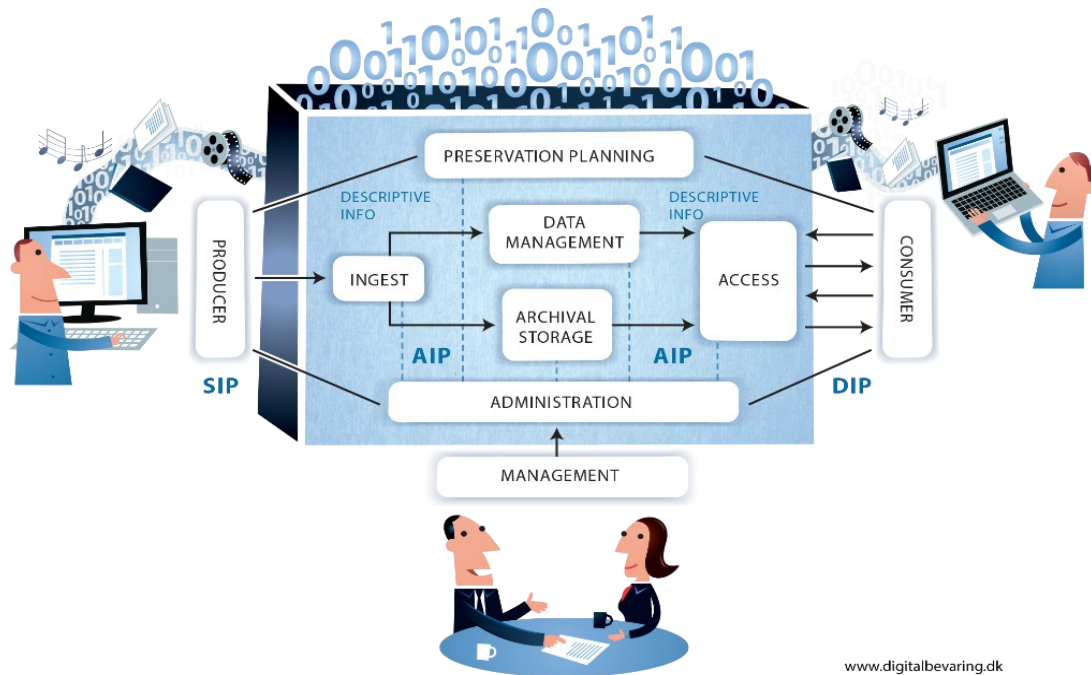 PRESERVATION PLANNING
DESCRIPTIVE
INFO
DESCRIPTIVE
INFO
PRODUCER
INGEST
DATA
MANAGEMENT
ARCHIVAL
STORAGE
ACCESS
CONSUMER
SIP
AIP
AIP
DIP
ADMINISTRATION
MANAGEMENT
www.digitalbevaring.dk